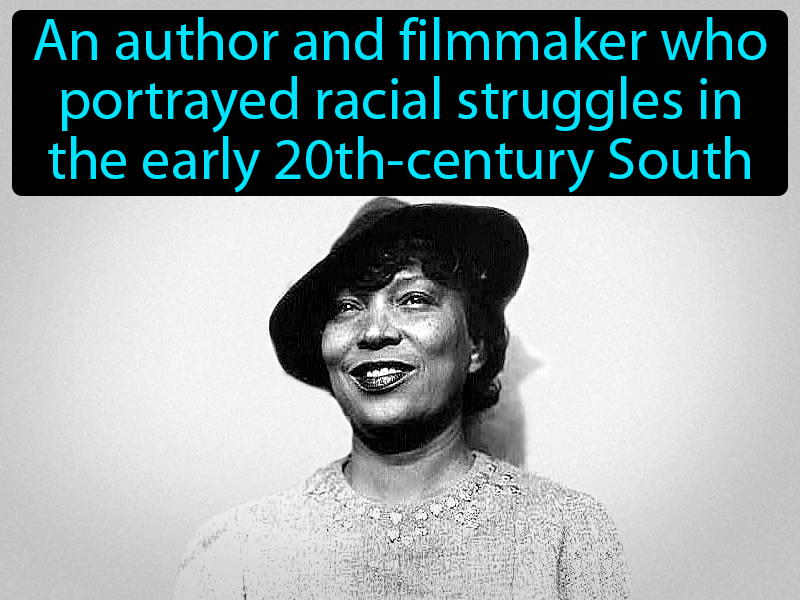 An author and filmmaker who
portrayed racial struggles in
the early 20th-century South